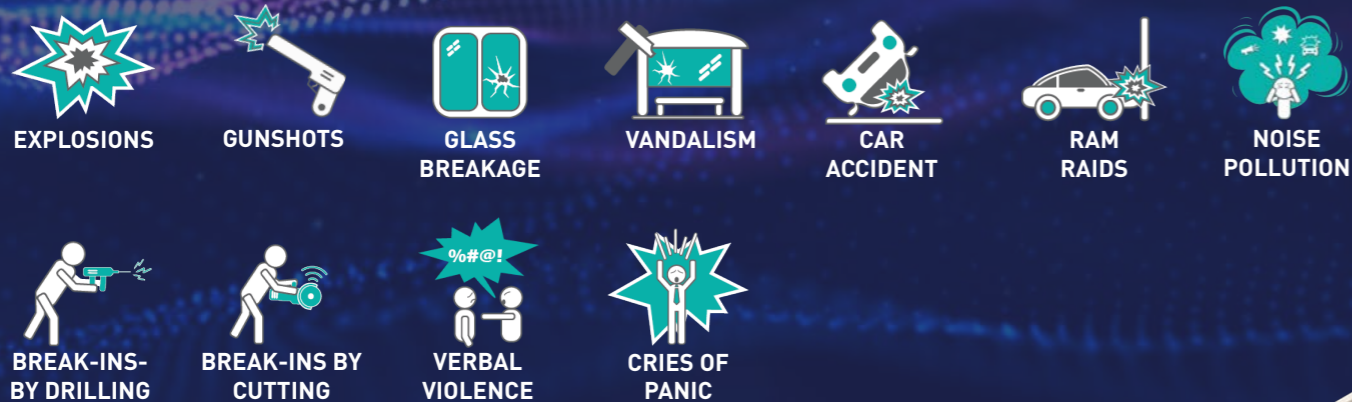 EXPLOSIONS
GUNSHOTS
GLASS
BREAKAGE
VANDALISM
CAR
ACCIDENT
RAM
RAIDS
NOISE
POLLUTION
%#@!
BREAK-INS-
BY DRILLING
BREAK-INS BY
CUTTING
VERBAL
VIOLENCE
CRIES OF
PANIC